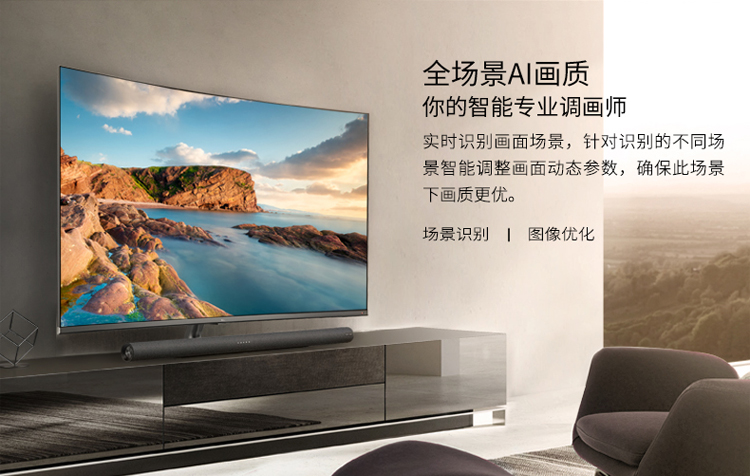 全场景AI画质
你的智能专业调画师
实时识别画面场景，针对识别的不同场
景智能调整画面动态参数，确保此场景
下画质更优。
场景识别 | 图像优化